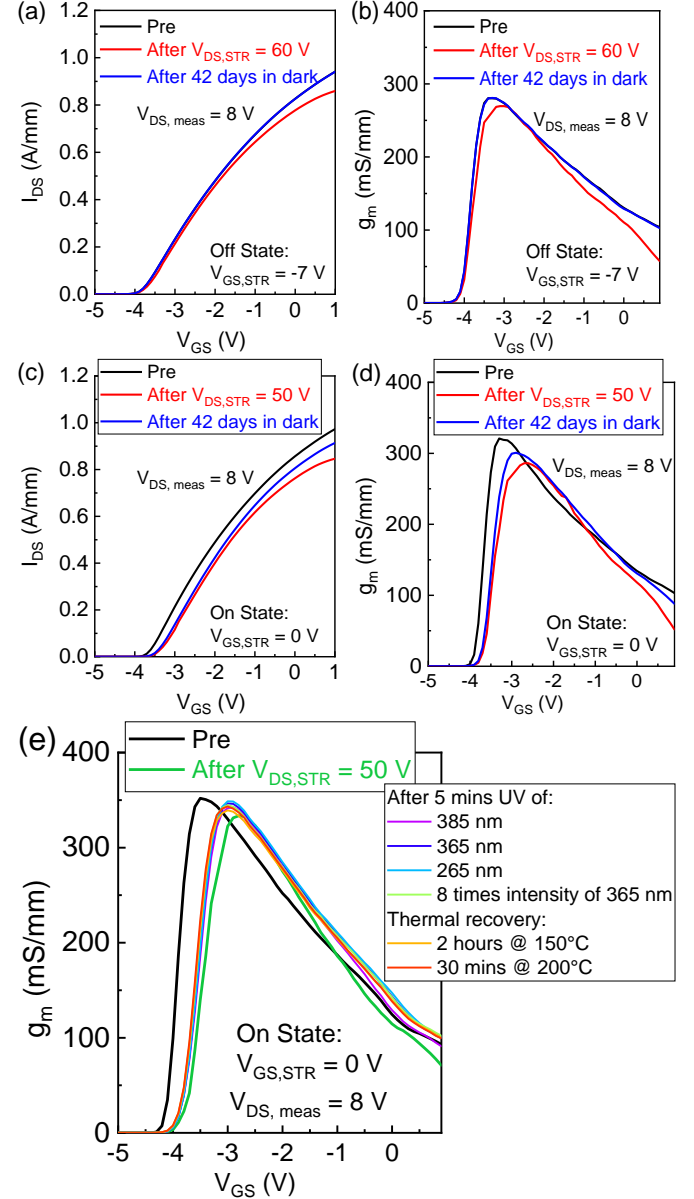 (a)
1.2
1.0
0.8
0.6
0.4
0.2
0.0
I_DS (A/mm)
Pre
After V_DS,STR = 60 V
After 42 days in dark
V_DS, meas = 8 V
Off State:
V_GS,STR = -7 V
-5 -4 -3 -2 -1 0 1
V_GS (V)
(b)
400
300
200
100
0
g_m (mS/mm)
Pre
After V_DS,STR = 60 V
After 42 days in dark
V_DS, meas = 8 V
Off State:
V_GS,STR = -7 V
-5 -4 -3 -2 -1 0
V_GS (V)
(c)
1.2
1.0
0.8
0.6
0.4
0.2
0.0
I_DS (A/mm)
Pre
After V_DS,STR = 50 V
After 42 days in dark
V_DS, meas = 8 V
On State:
V_GS,STR = 0 V
-5 -4 -3 -2 -1 0 1
V_GS (V)
(d)
400
300
200
100
0
g_m (mS/mm)
Pre
After V_DS,STR = 50 V
After 42 days in dark
V_DS, meas = 8 V
On State:
V_GS,STR = 0 V
-5 -4 -3 -2 -1 0
V_GS (V)
(e)
400
300
200
100
0
g_m (mS/mm)
Pre
After V_DS,STR = 50 V
After 5 mins UV of:
385 nm
365 nm
265 nm
8 times intensity of 365 nm
Thermal recovery:
2 hours @ 150°C
30 mins @ 200°C
On State:
V_GS,STR = 0 V
V_DS, meas = 8 V
-5 -4 -3 -2 -1 0
V_GS (V)